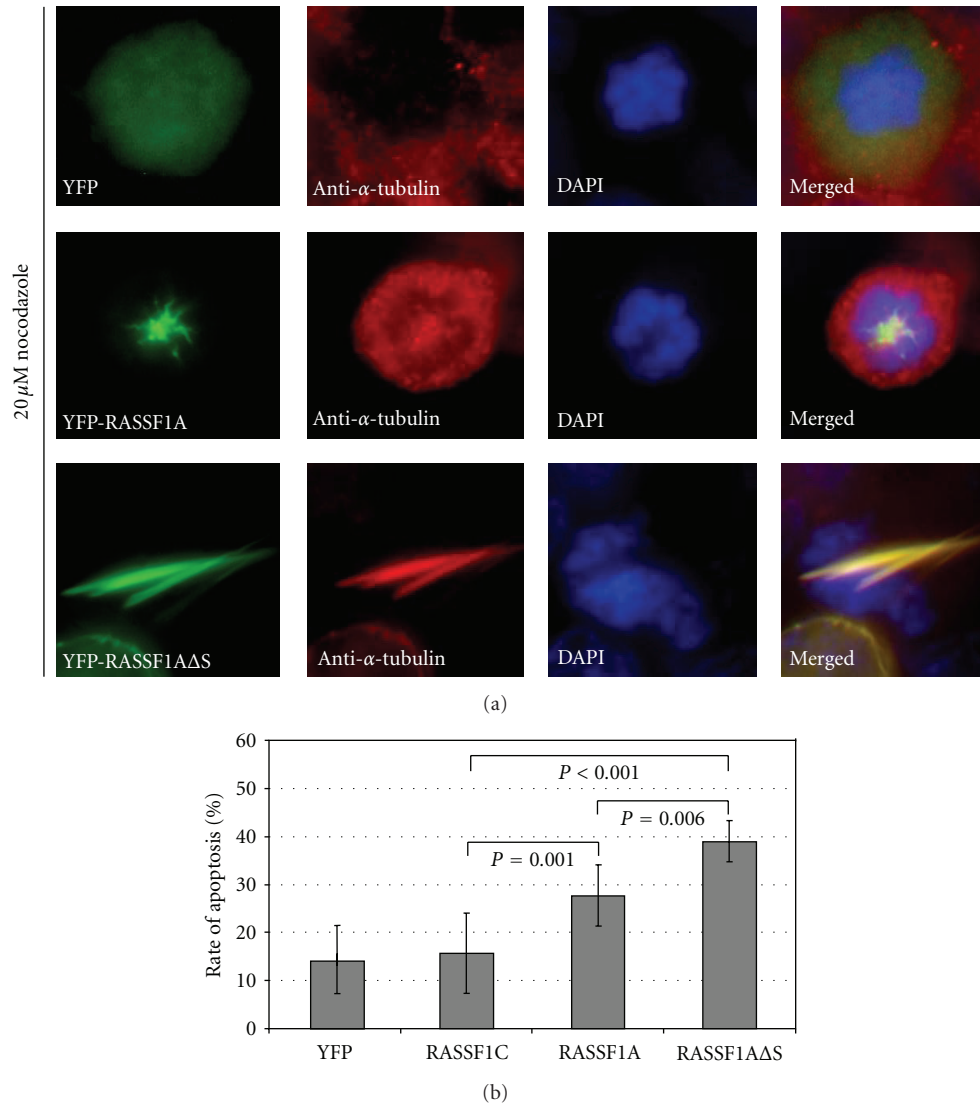 20 μM nocodazole
YFP
Anti-α-tubulin
DAPI
Merged
YFP-RASSF1A
Anti-α-tubulin
DAPI
Merged
YFP-RASSF1AΔS
Anti-α-tubulin
DAPI
Merged
(a)
Rate of apoptosis (%)
60
50
40
30
20
10
0
P < 0.001
P = 0.006
P = 0.001
YFP
RASSF1C
RASSF1A
RASSF1AΔS
(b)